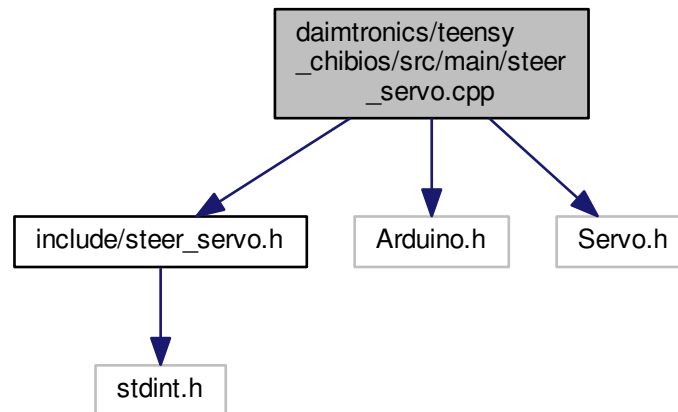 daimtronics/teensy
_chibios/src/main/steer
_servo.cpp
include/steer_servo.h
Arduino.h
Servo.h
stdint.h